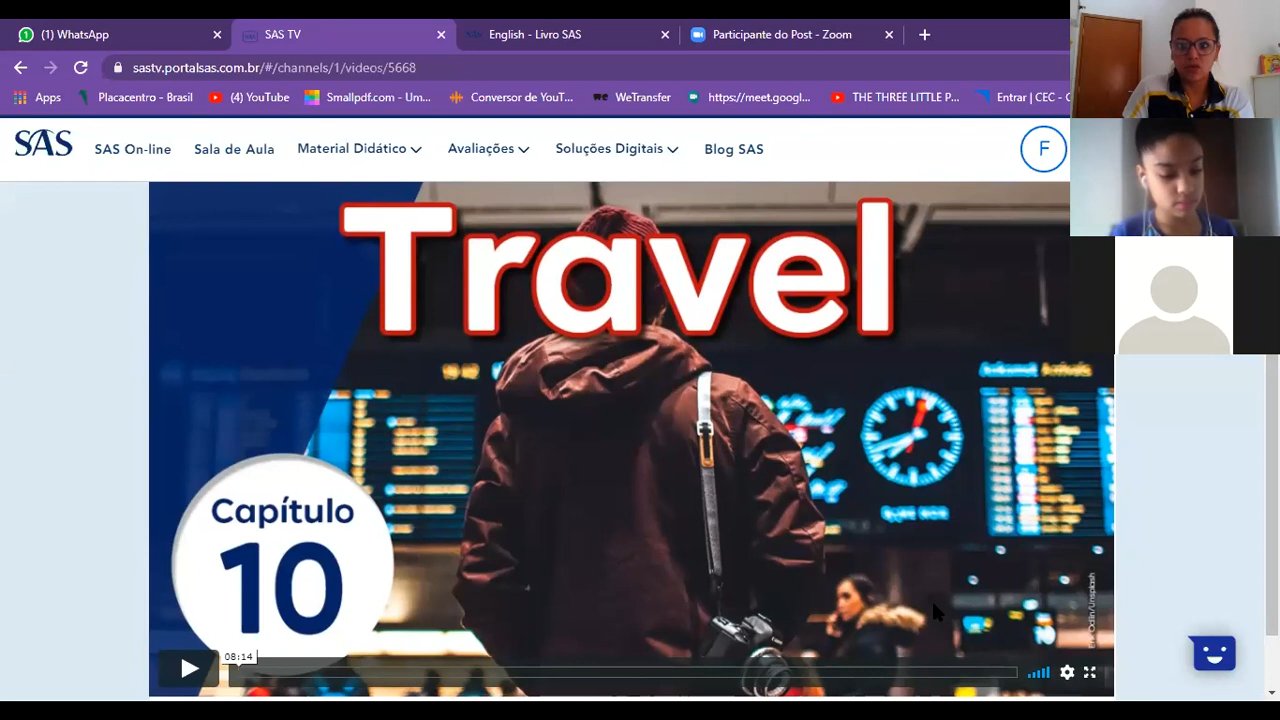 (1) WhatsApp
SAS TV
English - Livro SAS
Participante do Post - Zoom
sastv.portalsas.com.br/#/channels/1/videos/5668
Apps
Placacentro - Brasil
(4) YouTube
Smallpdf.com - Um...
Conversor de YouT...
WeTransfer
https://meet.googl...
THE THREE LITTLE P...
Entrar | CEC - C
SAS
SAS On-line
Sala de Aula
Material Didático
Avaliações
Soluções Digitais
Blog SAS
F
Travel
Capítulo
10
08:14